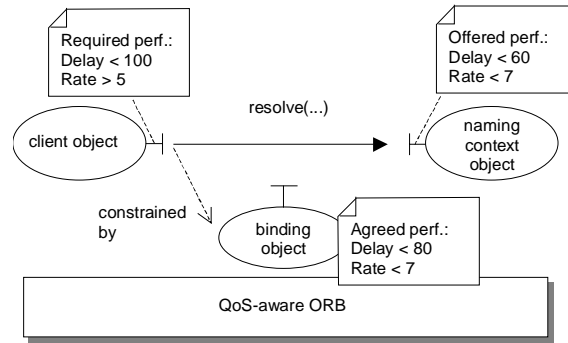 Required perf.:
Delay < 100
Rate > 5
Offered perf.:
Delay < 60
Rate < 7
resolve(...)
client object
naming
context
object
constrained
by
binding
object
Agreed perf.:
Delay < 80
Rate < 7
QoS-aware ORB